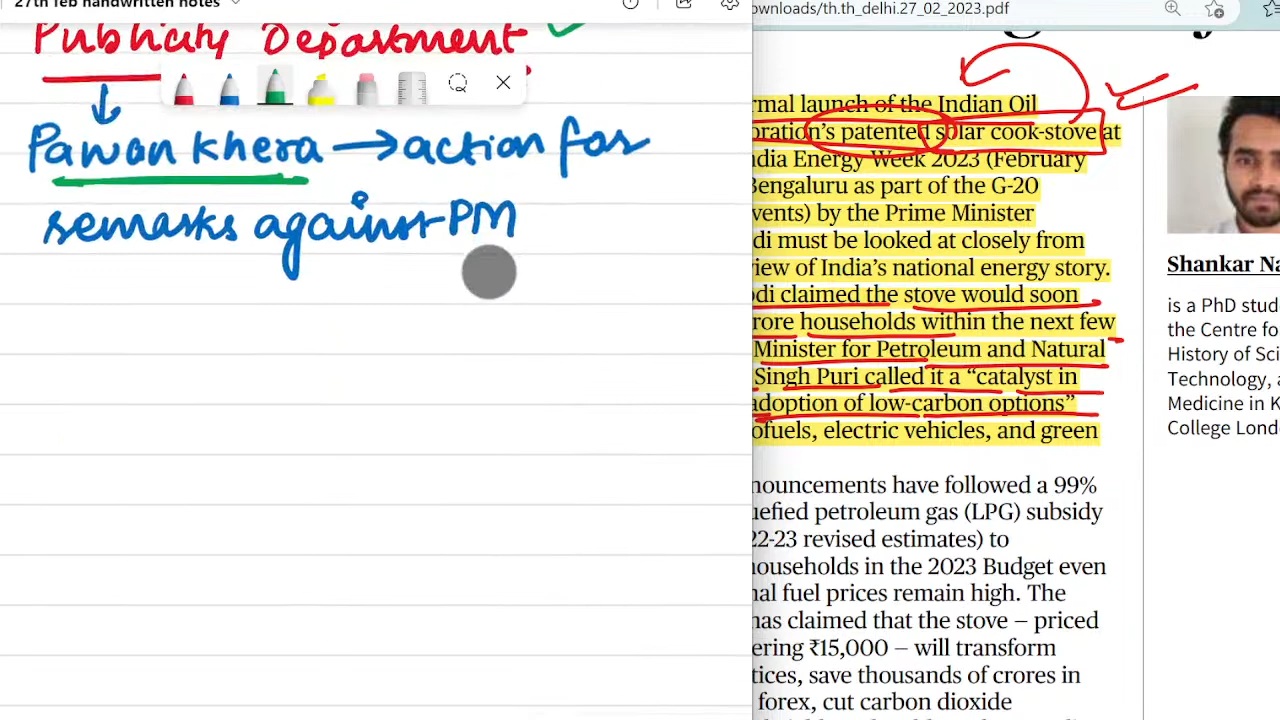 27th feb handwritten notes
Publicity Department
Pawan Khera → action for
remarks against PM
ownloads/th.th_delhi.27_02_2023.pdf
rmal launch of the Indian Oil
oration's patented solar cook-stove at
ndia Energy Week 2023 (February
Bengaluru as part of the G-20
vents) by the Prime Minister
di must be looked at closely from
iew of India's national energy story.
odi claimed the stove would soon
rore households within the next few
Minister for Petroleum and Natural
Singh Puri called it a “catalyst in
adoption of low-carbon options”
ofuels, electric vehicles, and green
nouncements have followed a 99%
uefied petroleum gas (LPG) subsidy
22-23 revised estimates) to
households in the 2023 Budget even
nal fuel prices remain high. The
has claimed that the stove — priced
ering ₹15,000 — will transform
tices, save thousands of crores in
forex, cut carbon dioxide
Shankar Na
is a PhD stud
the Centre fo
History of Sci
Technology, a
Medicine in K
College Lond